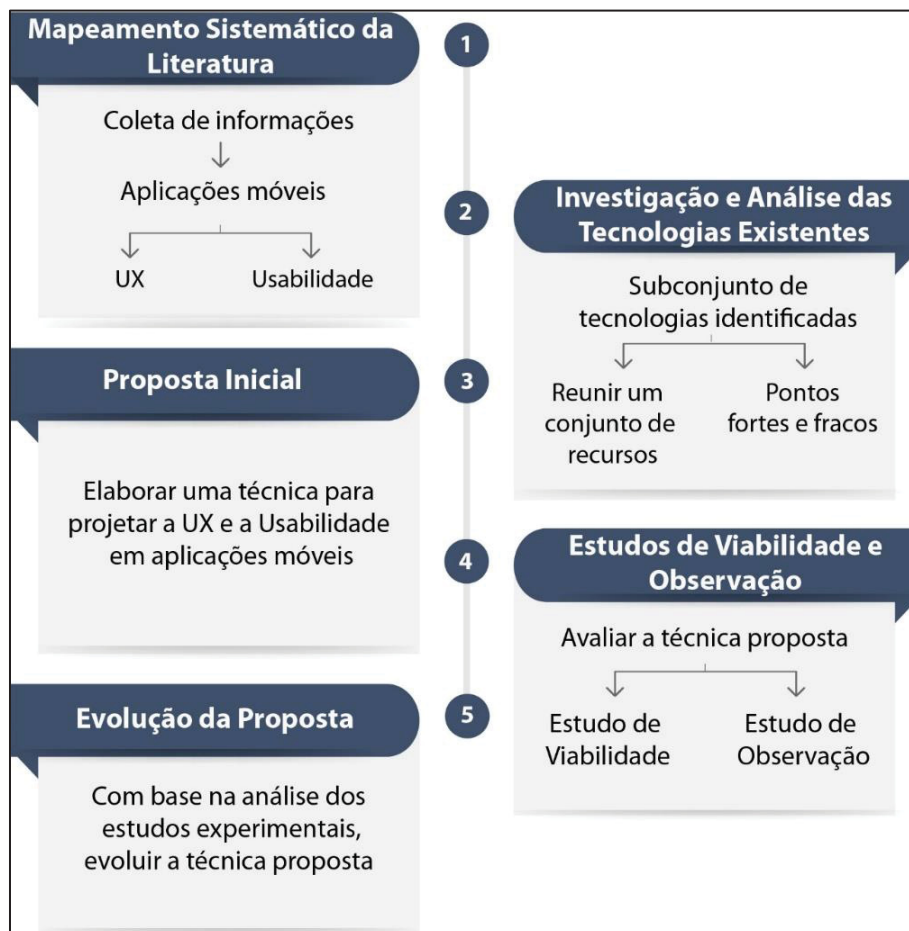 Mapeamento Sistemático da
Literatura
1
Coleta de informações
Aplicações móveis
UX
Usabilidade
2
Investigação e Análise das
Tecnologias Existentes
Subconjunto de
tecnologias identificadas
Reunir um
conjunto de
recursos
Pontos
fortes e fracos
Proposta Inicial
3
Elaborar uma técnica para
projetar a UX e a Usabilidade
em aplicações móveis
4
Estudos de Viabilidade e
Observação
Avaliar a técnica proposta
Estudo de
Viabilidade
Estudo de
Observação
Evolução da Proposta
5
Com base na análise dos
estudos experimentais,
evoluir a técnica proposta